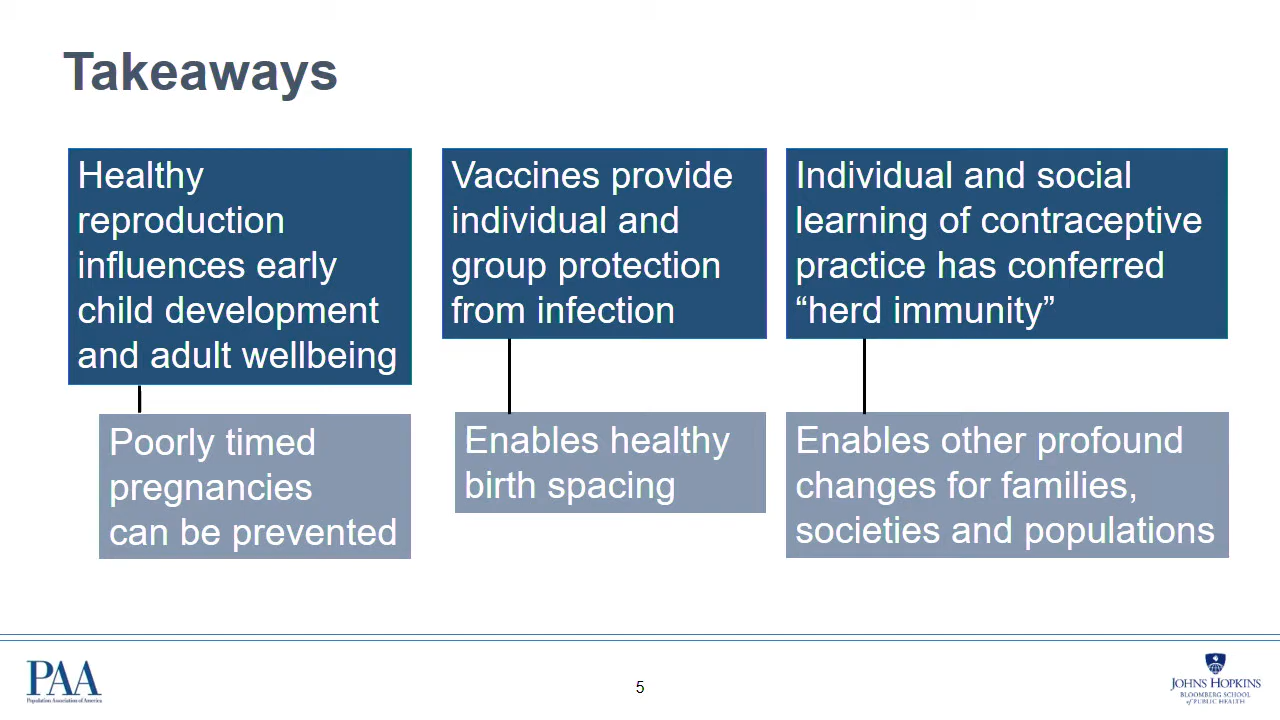 Takeaways
Healthy
reproduction
influences early
child development
and adult wellbeing
Poorly timed
pregnancies
can be prevented
Vaccines provide
individual and
group protection
from infection
Enables healthy
birth spacing
Individual and social
learning of contraceptive
practice has conferred
“herd immunity”
Enables other profound
changes for families,
societies and populations
PAA
Population Association of America
5
JOHNS HOPKINS
BLOOMBERG SCHOOL
of PUBLIC HEALTH